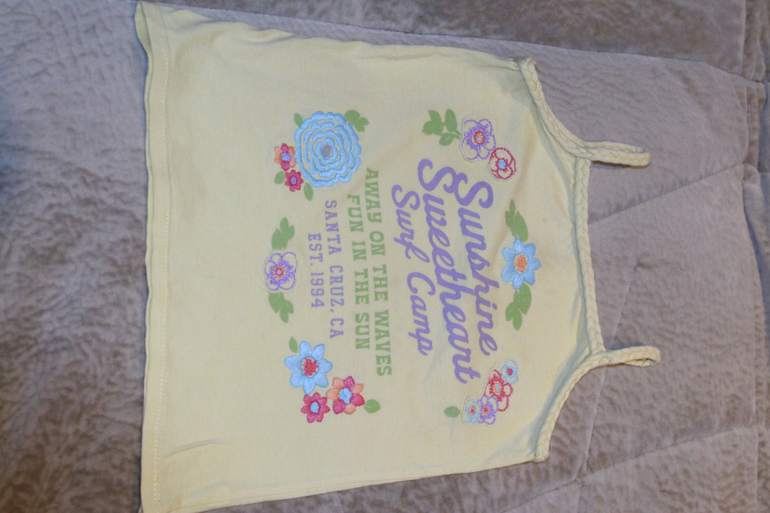 Sunshine
Sweetheart
Surf Camp
AWAY ON THE WAVES
FUN IN THE SUN
SANTA CRUZ, CA
EST. 1994